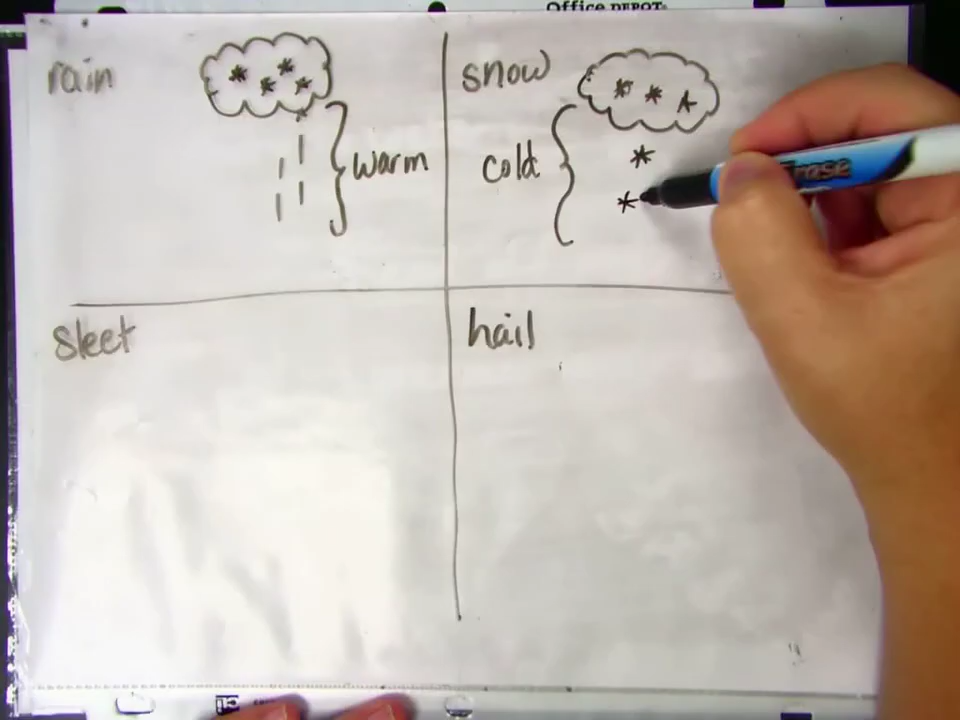 Office DEPOT
rain
snow
warm
cold
Erase
sleet
hail